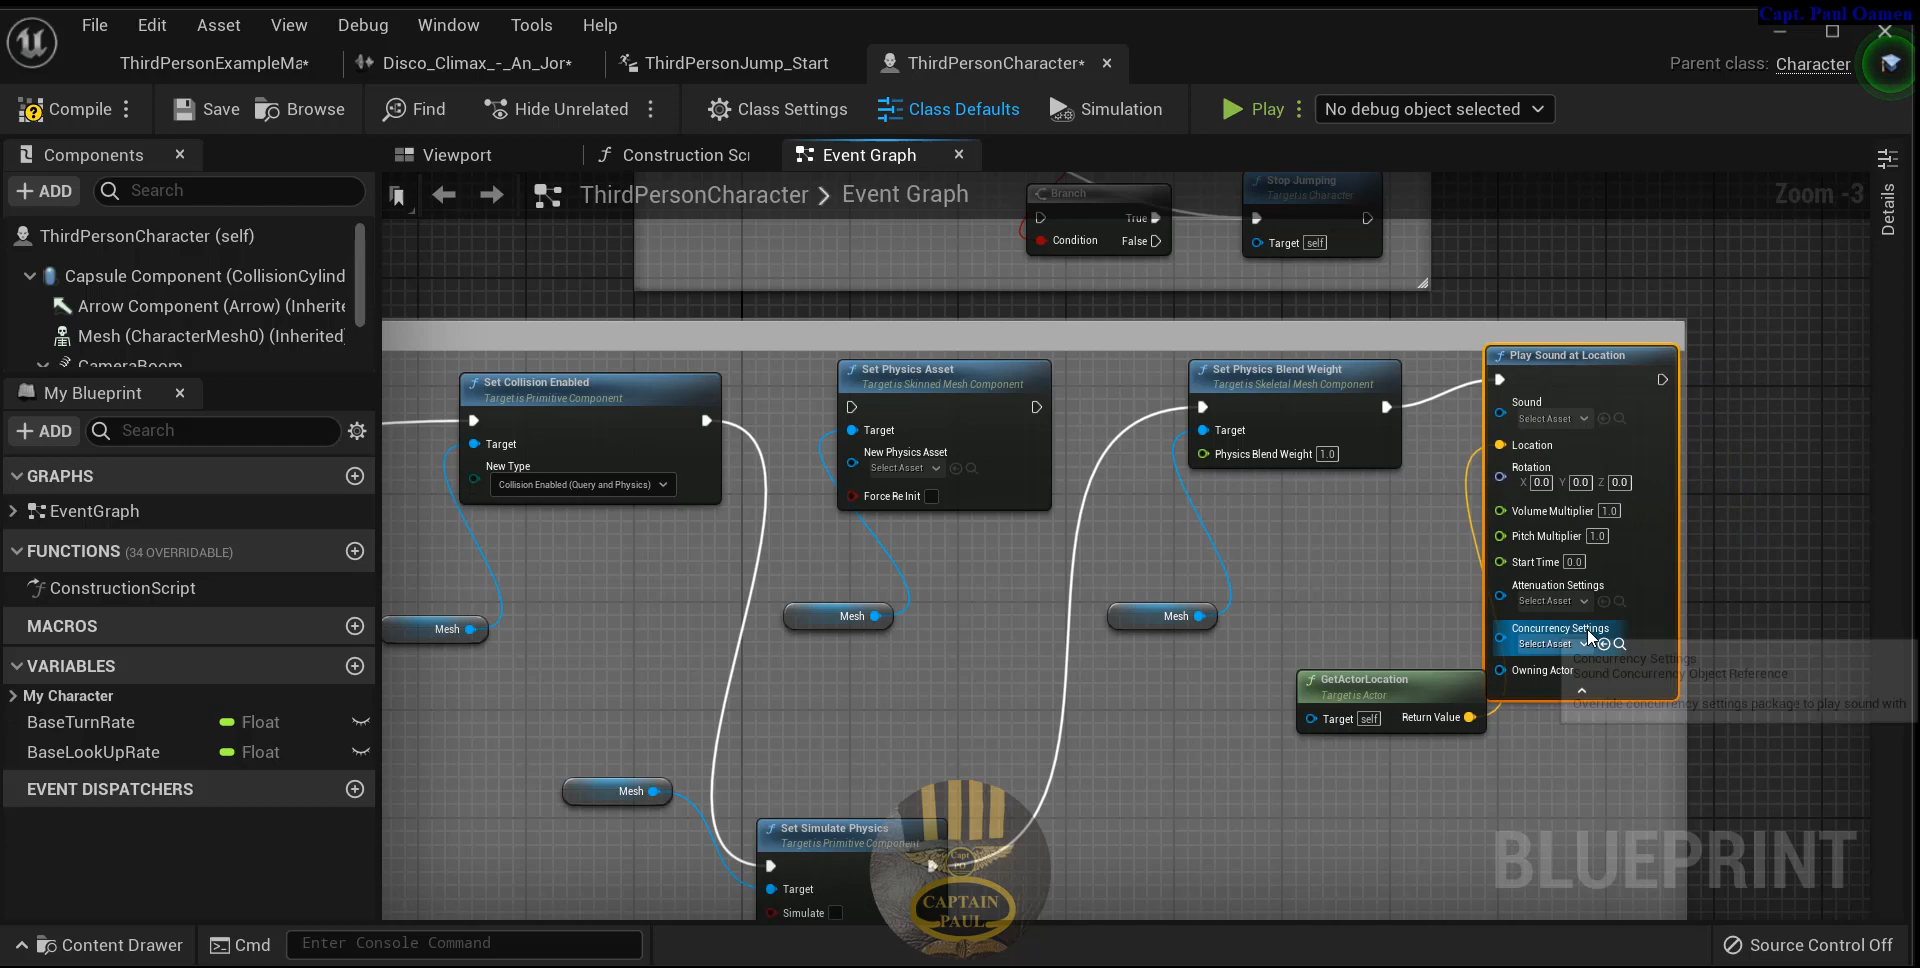 Capt. Paul Oamen
File Edit Asset View Debug Window Tools Help
ThirdPersonExampleMa* Disco_Climax_-_An_Jor* ThirdPersonJump_Start ThirdPersonCharacter* Parent class: Character
Compile Save Browse Find Hide Unrelated Class Settings Class Defaults Simulation Play No debug object selected
Components Viewport Construction Scr Event Graph
ADD Search ThirdPersonCharacter Event Graph Zoom -3
Details
ThirdPersonCharacter (self)
Capsule Component (CollisionCylind
Arrow Component (Arrow) (Inherite
Mesh (CharacterMesh0) (Inherited)
CameraBoom
My Blueprint
ADD Search
GRAPHS
EventGraph
FUNCTIONS (34 OVERRIDABLE)
ConstructionScript
MACROS
VARIABLES
My Character
BaseTurnRate Float
BaseLookUpRate Float
EVENT DISPATCHERS
Branch
True
Condition False
Stop Jumping
Target is Character
Target self
Set Collision Enabled
Target is Primitive Component
Target
New Type
Collision Enabled (Query and Physics)
Mesh
Set Physics Asset
Target is Skinned Mesh Component
Target
New Physics Asset
Select Asset
Force Re Init
Mesh
Set Physics Blend Weight
Target is Skeletal Mesh Component
Target
Physics Blend Weight 1.0
Mesh
Play Sound at Location
Sound
Select Asset
Location
Rotation
X 0.0 Y 0.0 Z 0.0
Volume Multiplier 1.0
Pitch Multiplier 1.0
Start Time 0.0
Attenuation Settings
Select Asset
Concurrency Settings
Select Asset
Owning Actor
Concurrency Settings
Sound Concurrency Object Reference
Override concurrency settings package to play sound with
GetActorLocation
Target is Actor
Target self Return Value
Mesh
Set Simulate Physics
Target is Primitive Component
Target
Simulate
Capt
PO
CAPTAIN
PAUL
BLUEPRINT
Content Drawer Cmd Enter Console Command Source Control Off